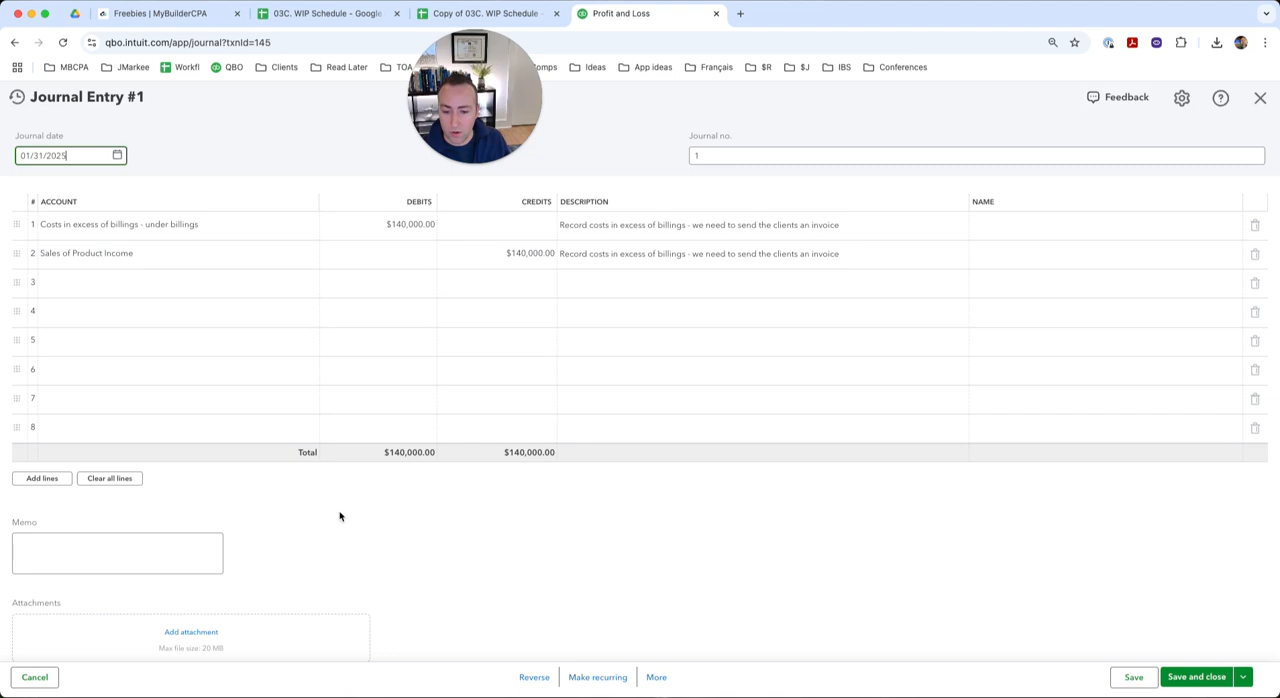 Freebies | MyBuilderCPA
03C. WIP Schedule - Google
Copy of 03C. WIP Schedule -
Profit and Loss
qbo.intuit.com/app/journal?txnId=145
MBCPA
JMarkee
Workfl
QBO
Clients
Read Later
TOA
omps
Ideas
App ideas
Français
$R
$J
IBS
Conferences
Journal Entry #1
Feedback
Journal date
Journal no.
01/31/2025
1
# ACCOUNT DEBITS CREDITS DESCRIPTION NAME
1 Costs in excess of billings - under billings $140,000.00 Record costs in excess of billings - we need to send the clients an invoice
2 Sales of Product Income $140,000.00 Record costs in excess of billings - we need to send the clients an invoice
3
4
5
6
7
8
Total $140,000.00 $140,000.00
Add lines
Clear all lines
Memo
Attachments
Add attachment
Max file size: 20 MB
Cancel
Reverse
Make recurring
More
Save
Save and close